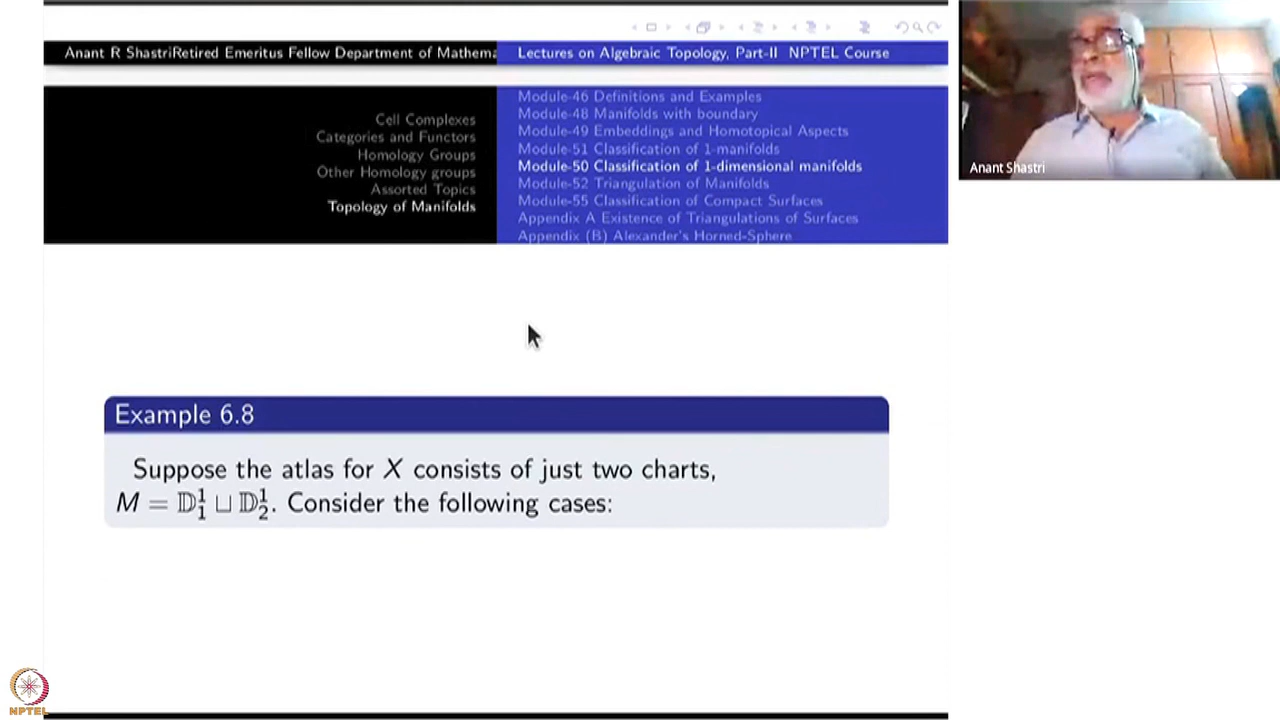 Anant R ShastriRetired Emeritus Fellow Department of Mathema
Lectures on Algebraic Topology, Part-II NPTEL Course
Cell Complexes
Categories and Functors
Homology Groups
Other Homology groups
Assorted Topics
Topology of Manifolds
Module-46 Definitions and Examples
Module-48 Manifolds with boundary
Module-49 Embeddings and Homotopical Aspects
Module-51 Classification of 1-manifolds
Module-50 Classification of 1-dimensional manifolds
Module-52 Triangulation of Manifolds
Module-55 Classification of Compact Surfaces
Appendix A Existence of Triangulations of Surfaces
Appendix (B) Alexander's Horned-Sphere
Anant Shastri
Example 6.8
Suppose the atlas for X consists of just two charts,
M = 𝔻¹₁ ⊔ 𝔻¹₂. Consider the following cases:
NPTEL